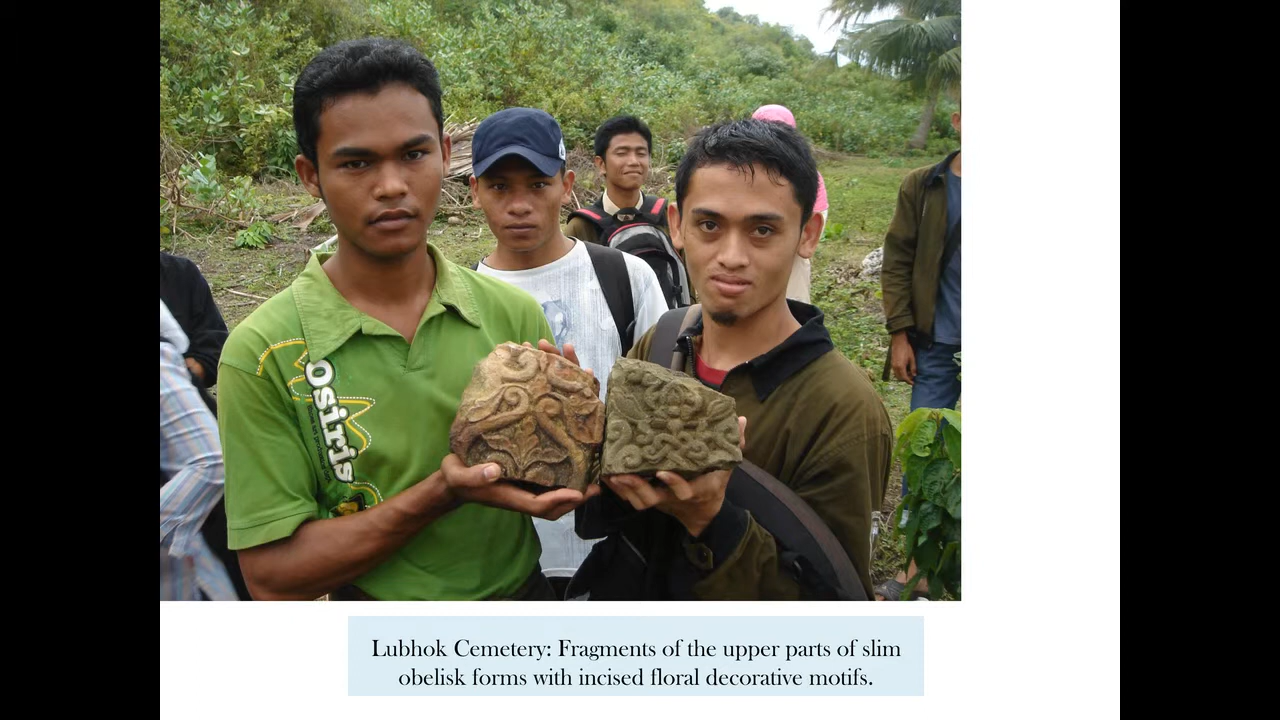 osiris
Lubhok Cemetery: Fragments of the upper parts of slim
obelisk forms with incised floral decorative motifs.